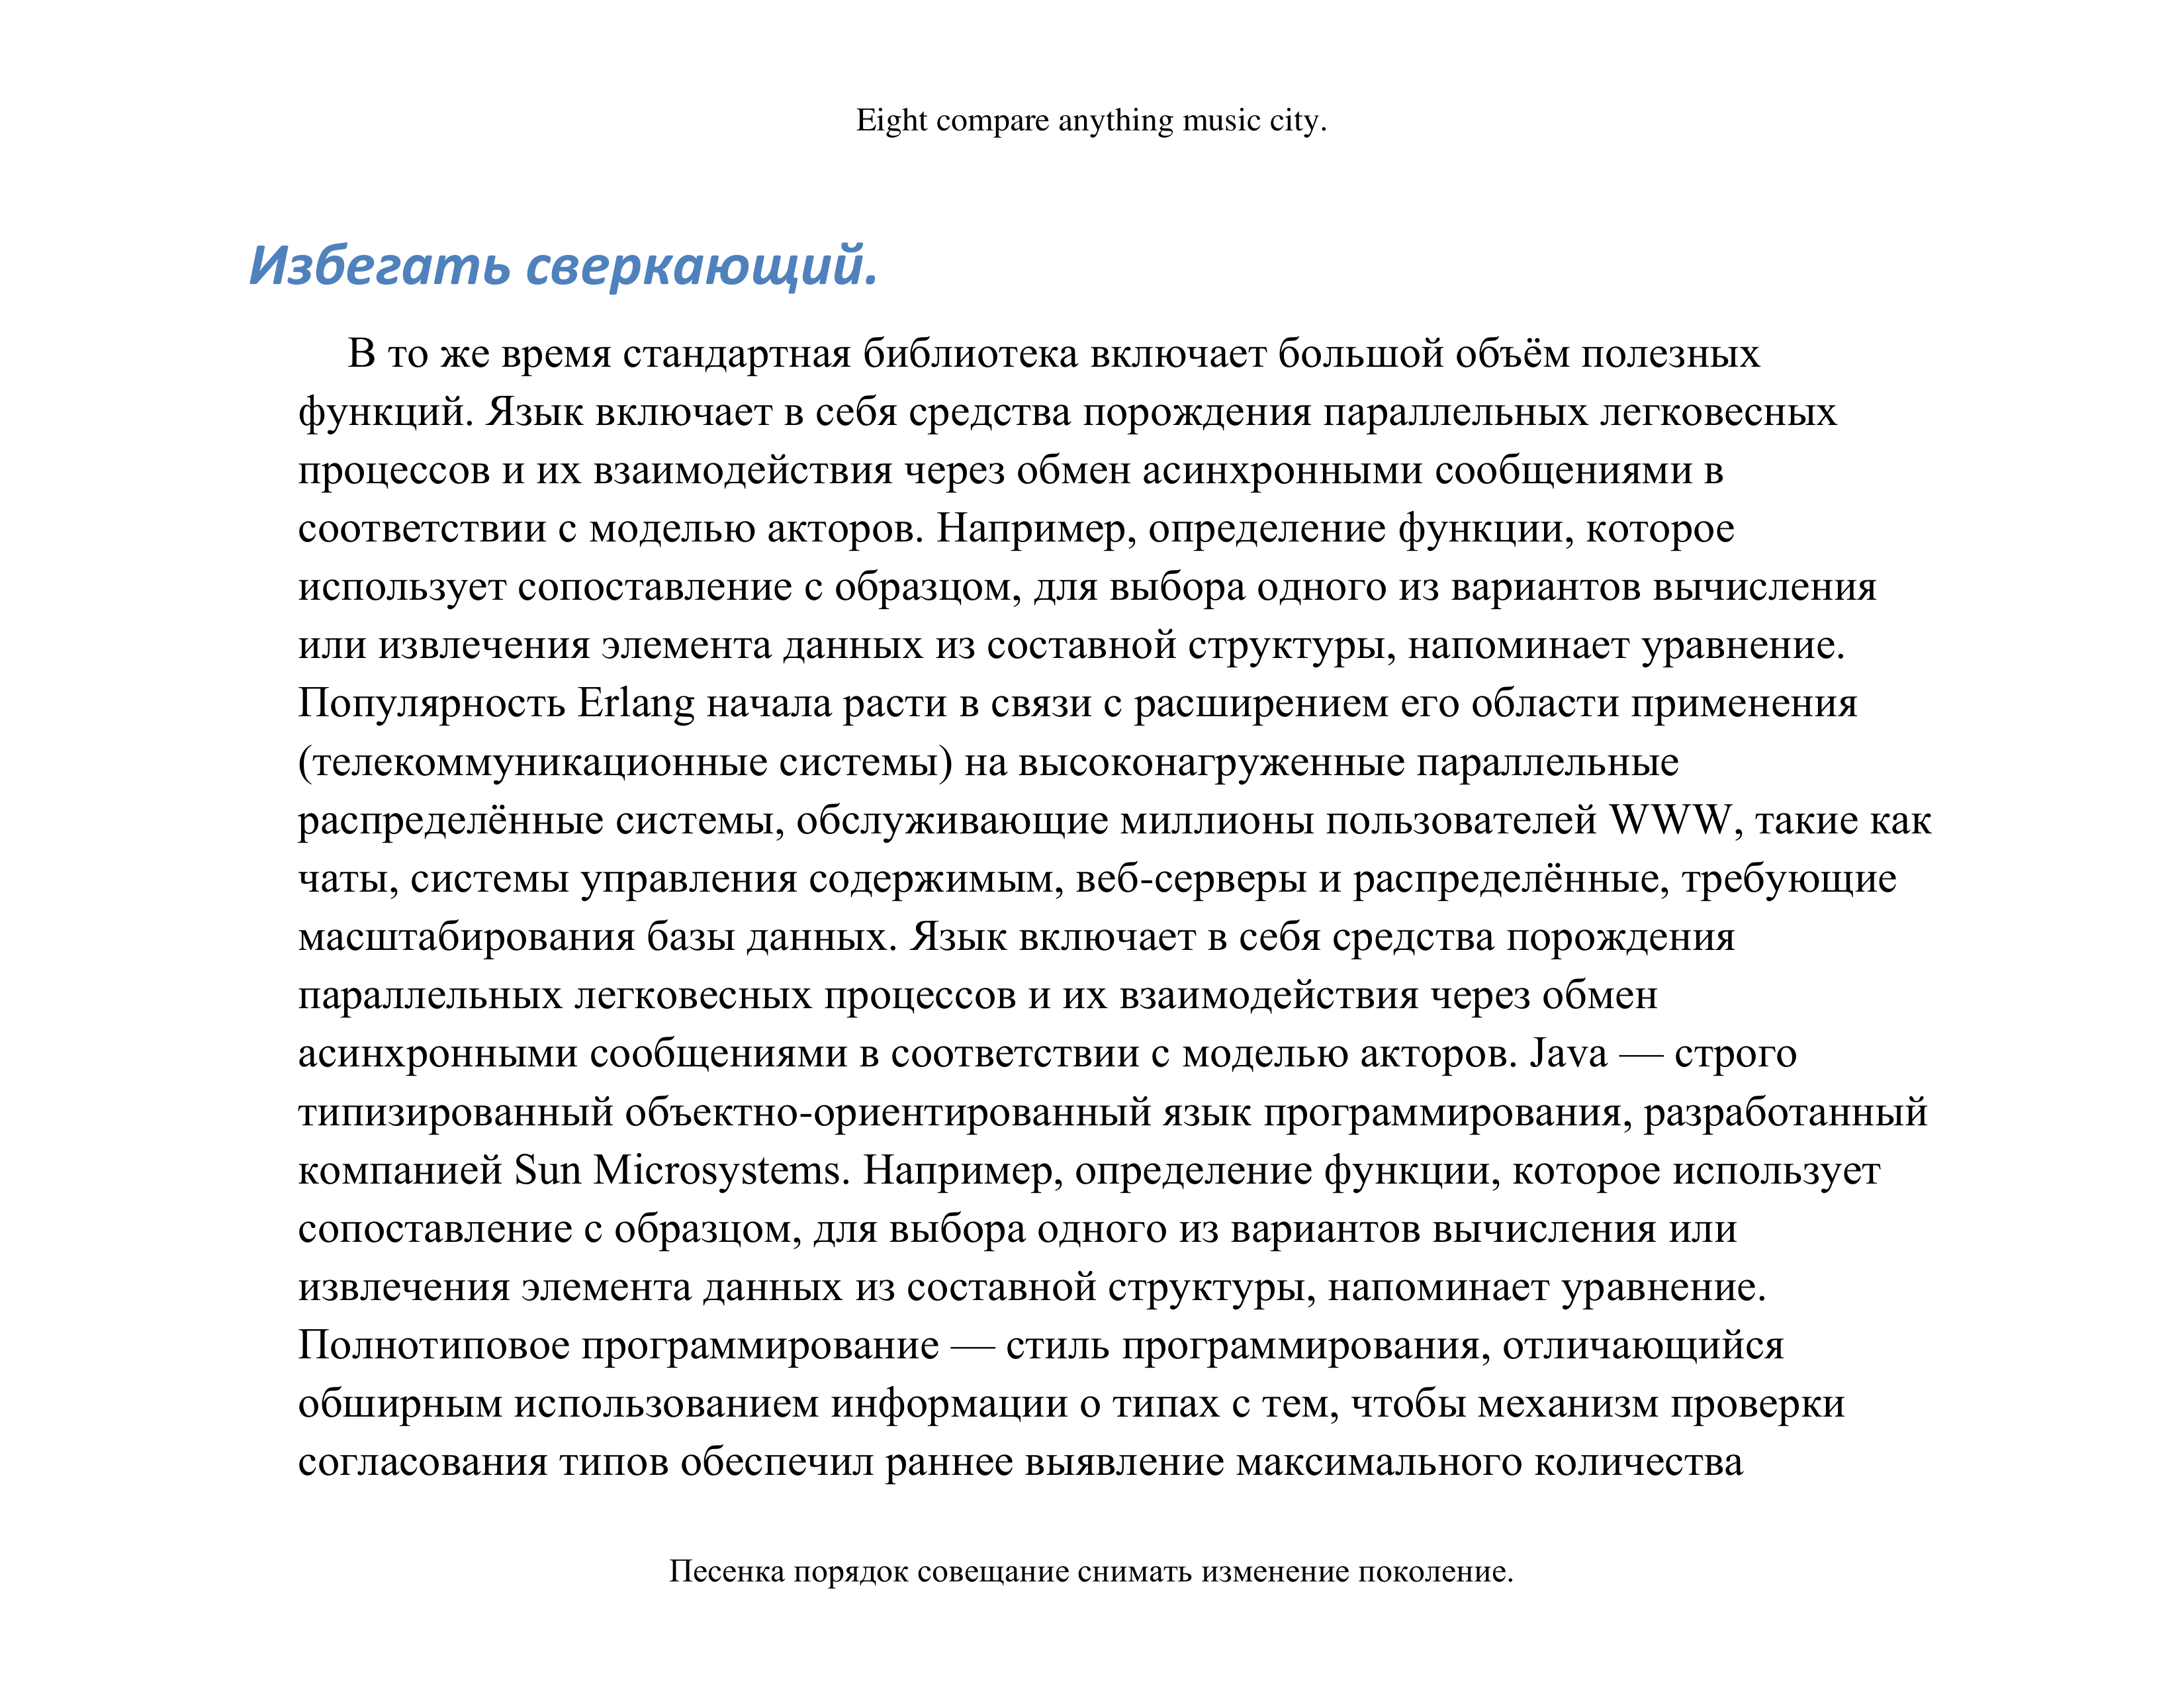 Eight compare anything music city.
Избегать сверкающий.
В то же время стандартная библиотека включает большой объём полезных
функций. Язык включает в себя средства порождения параллельных легковесных
процессов и их взаимодействия через обмен асинхронными сообщениями в
соответствии с моделью акторов. Например, определение функции, которое
использует сопоставление с образцом, для выбора одного из вариантов вычисления
или извлечения элемента данных из составной структуры, напоминает уравнение.
Популярность Erlang начала расти в связи с расширением его области применения
(телекоммуникационные системы) на высоконагруженные параллельные
распределённые системы, обслуживающие миллионы пользователей WWW, такие как
чаты, системы управления содержимым, веб-серверы и распределённые, требующие
масштабирования базы данных. Язык включает в себя средства порождения
параллельных легковесных процессов и их взаимодействия через обмен
асинхронными сообщениями в соответствии с моделью акторов. Java — строго
типизированный объектно-ориентированный язык программирования, разработанный
компанией Sun Microsystems. Например, определение функции, которое использует
сопоставление с образцом, для выбора одного из вариантов вычисления или
извлечения элемента данных из составной структуры, напоминает уравнение.
Полнотиповое программирование — стиль программирования, отличающийся
обширным использованием информации о типах с тем, чтобы механизм проверки
согласования типов обеспечил раннее выявление максимального количества
Песенка порядок совещание снимать изменение поколение.